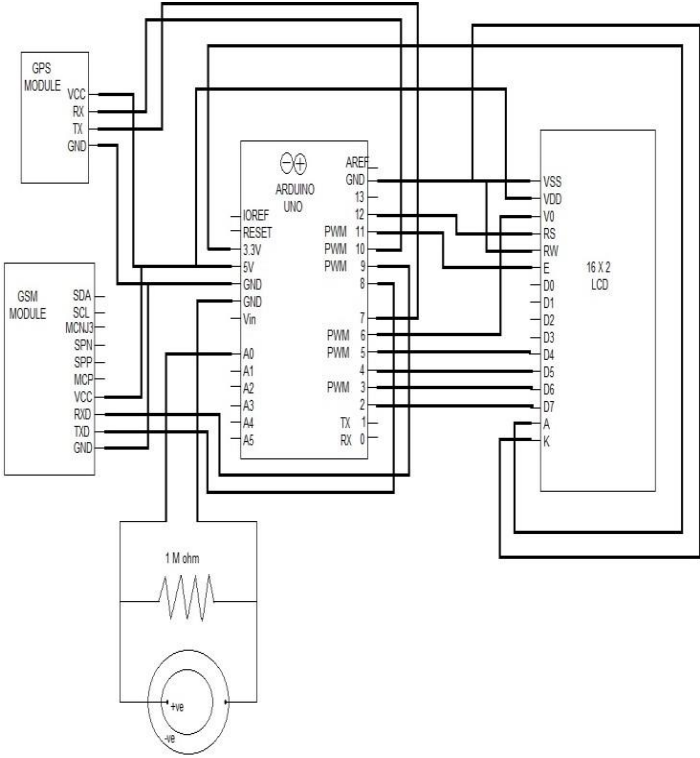 GPS
MODULE
VCC
RX
TX
GND
GSM
MODULE
SDA
SCL
MCNJ3
SPN
SPP
MCP
VCC
RXD
TXD
GND
ARDUINO
UNO
IOREF
RESET
3.3V
5V
GND
GND
Vin
A0
A1
A2
A3
A4
A5
AREF
GND
13
12
PWM 11
PWM 10
PWM 9
8
7
PWM 6
PWM 5
4
PWM 3
2
TX 1
RX 0
VSS
VDD
V0
RS
RW
E
D0
D1
D2
D3
D4
D5
D6
D7
A
K
16 X 2
LCD
1 M ohm
+ve
-ve